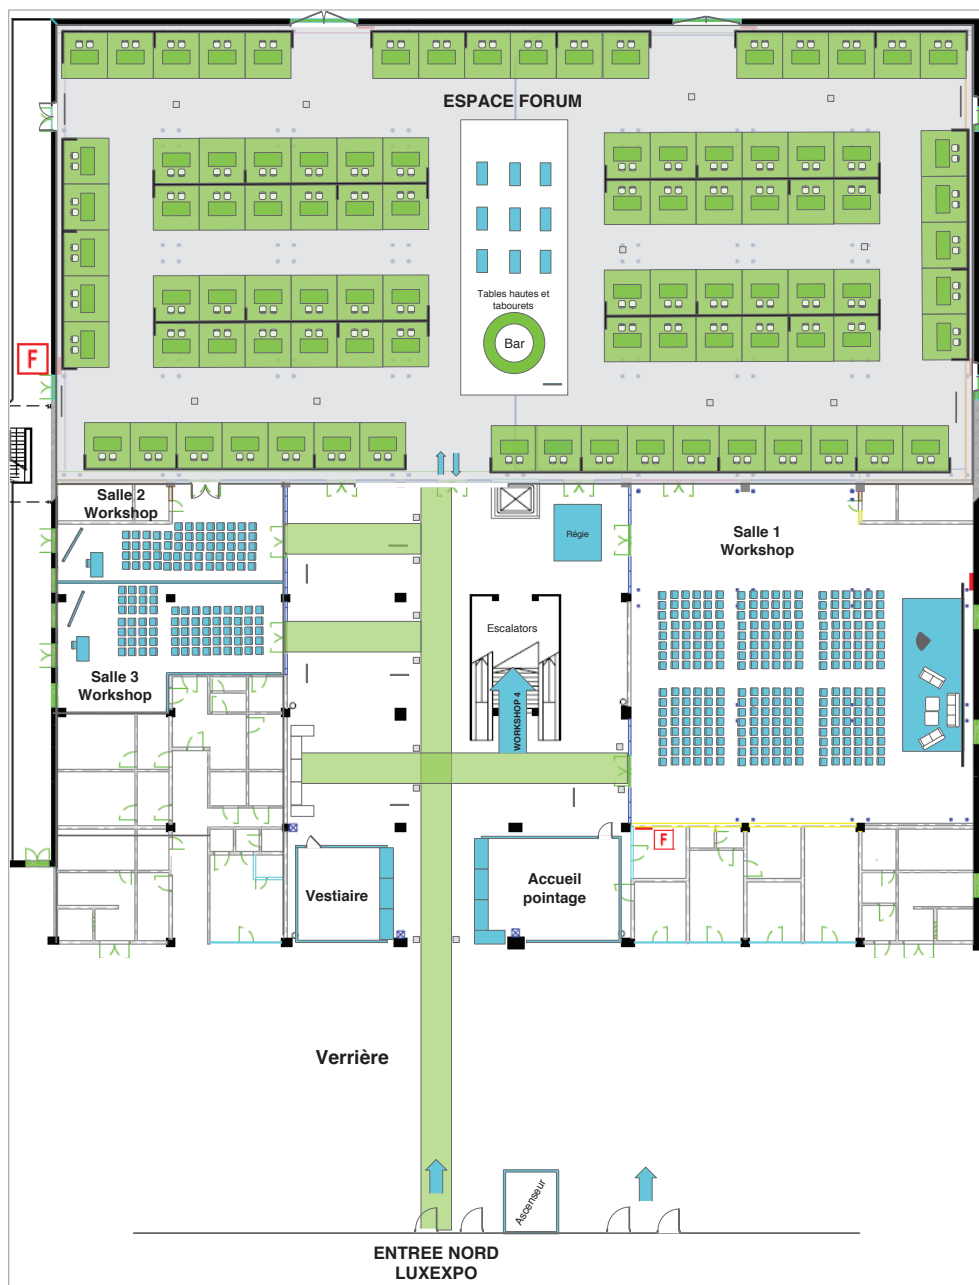 ESPACE FORUM
Tables hautes et
tabourets
Bar
F
Salle 2
Workshop
Régie
Salle 1
Workshop
Escalators
Salle 3
Workshop
WORKSHOP 4
F
Vestiaire
Accueil
pointage
Verrière
Ascenseur
ENTREE NORD
LUXEXPO